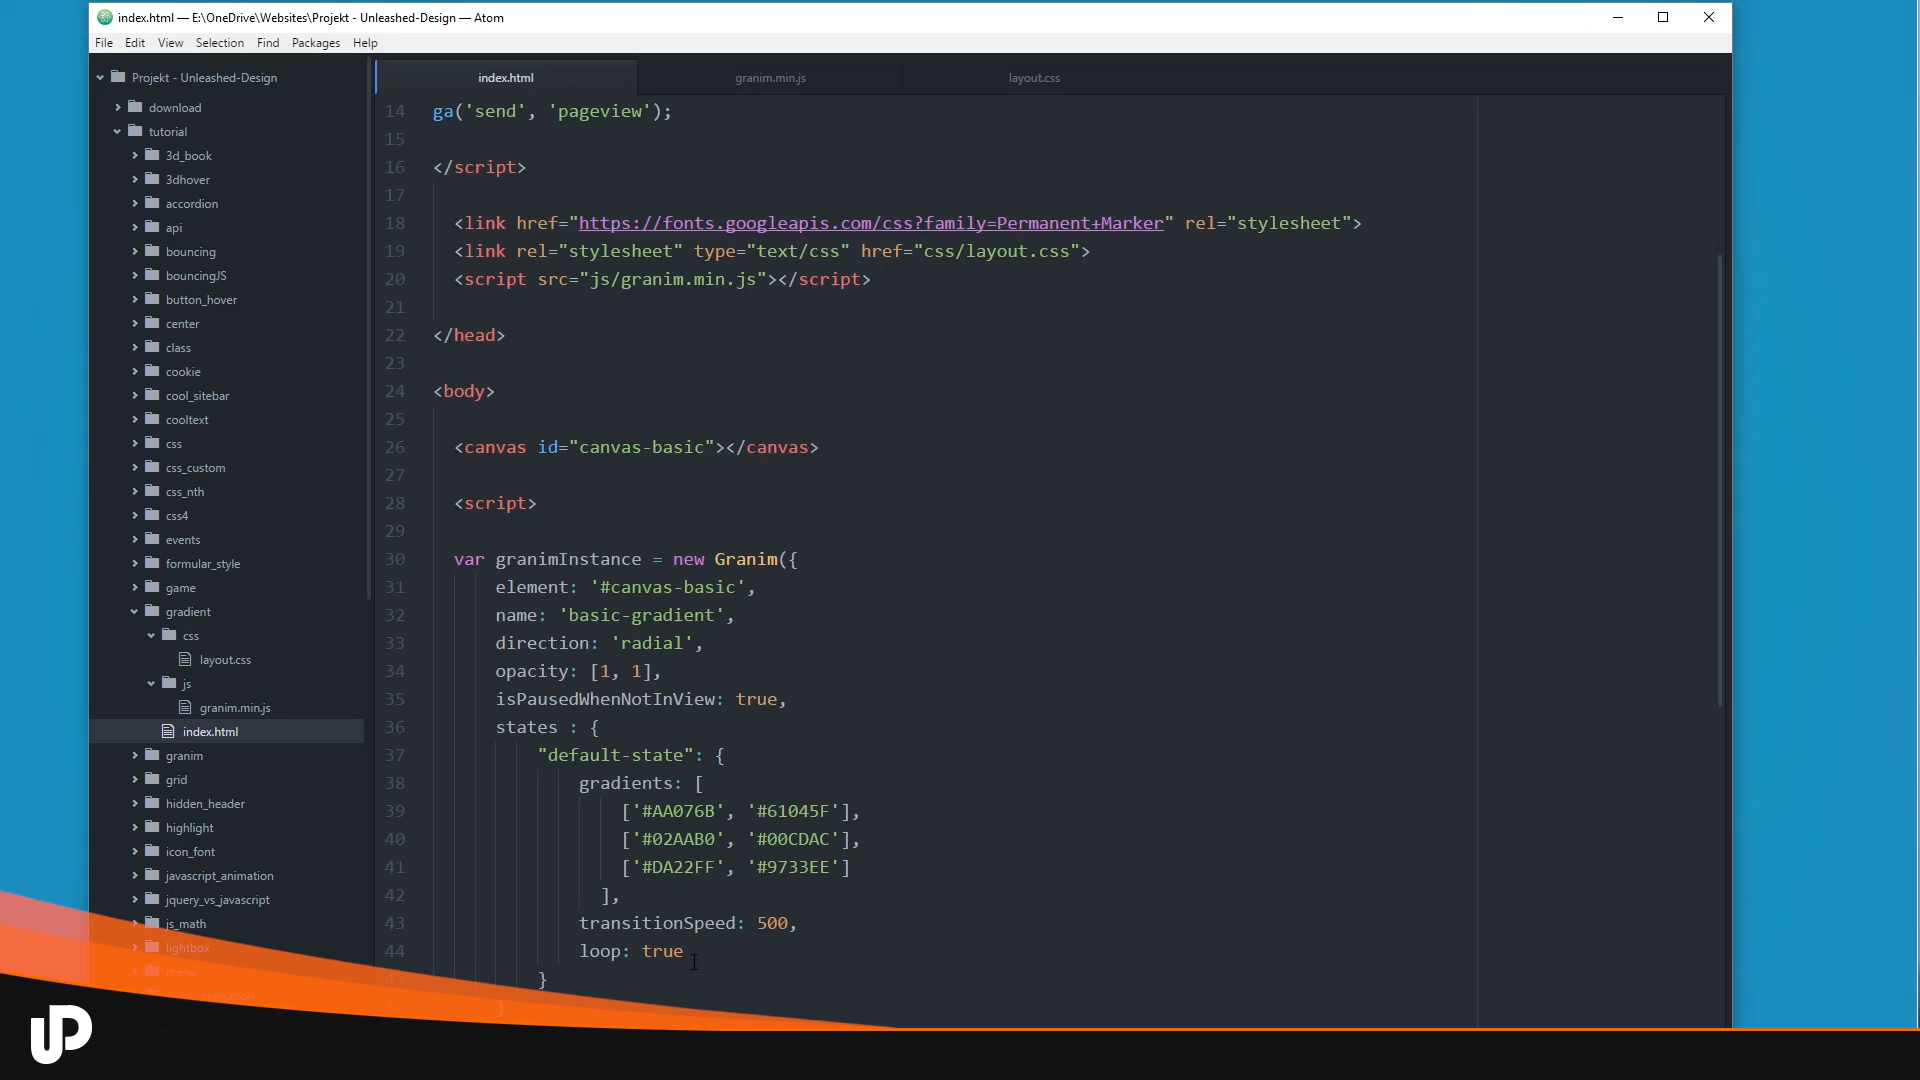 index.html — E:\OneDrive\Websites\Projekt - Unleashed-Design — Atom
File Edit View Selection Find Packages Help
Projekt - Unleashed-Design
download
tutorial
3d_book
3dhover
accordion
api
bouncing
bouncingJS
button_hover
center
class
cookie
cool_sitebar
cooltext
css
css_custom
css_nth
css4
events
formular_style
game
gradient
css
layout.css
js
granim.min.js
index.html
granim
grid
hidden_header
highlight
icon_font
javascript_animation
jquery_vs_javascript
js_math
lightbox
menu
index.html granim.min.js layout.css
14 ga('send', 'pageview');
15
16 </script>
17
18 <link href="https://fonts.googleapis.com/css?family=Permanent+Marker" rel="stylesheet">
19 <link rel="stylesheet" type="text/css" href="css/layout.css">
20 <script src="js/granim.min.js"></script>
21
22 </head>
23
24 <body>
25
26 <canvas id="canvas-basic"></canvas>
27
28 <script>
29
30 var granimInstance = new Granim({
31 element: '#canvas-basic',
32 name: 'basic-gradient',
33 direction: 'radial',
34 opacity: [1, 1],
35 isPausedWhenNotInView: true,
36 states : {
37 "default-state": {
38 gradients: [
39 ['#AA076B', '#61045F'],
40 ['#02AAB0', '#00CDAC'],
41 ['#DA22FF', '#9733EE']
42 ],
43 transitionSpeed: 500,
44 loop: true
}
}
UP